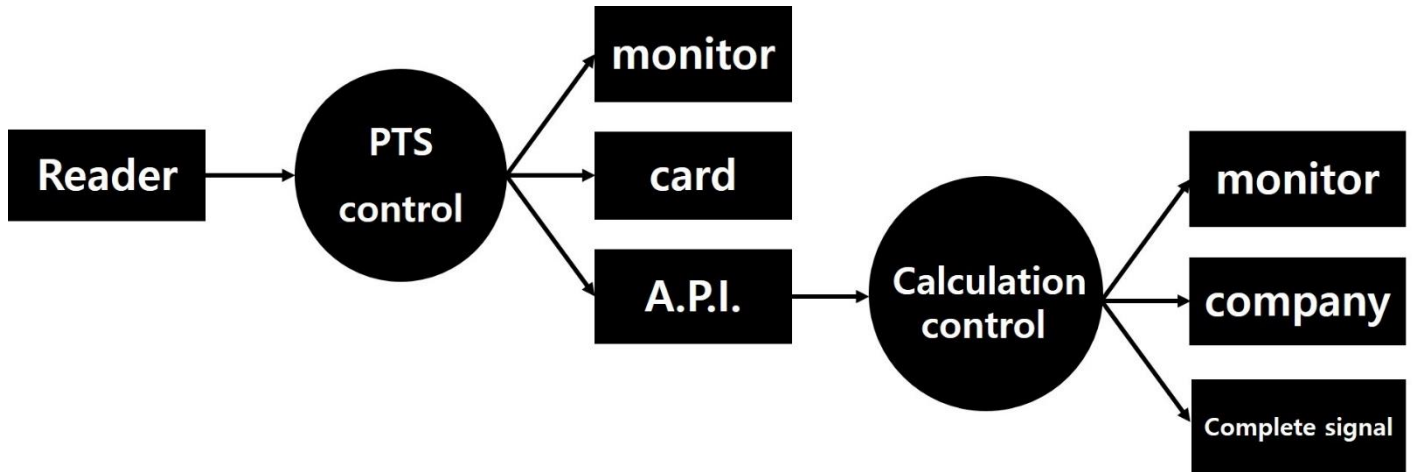 Reader
PTS
control
monitor
card
A.P.I.
Calculation
control
monitor
company
Complete signal